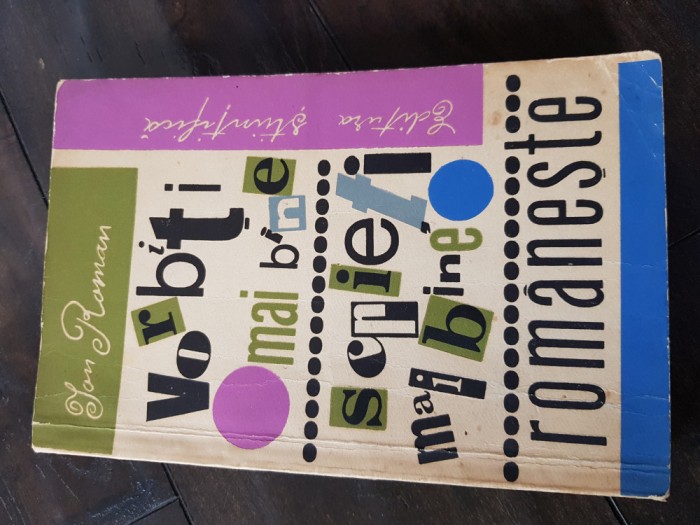 Ion Roman
Vorbiți
mai bine
scrieți
mai bine
românește
Editura Științifică